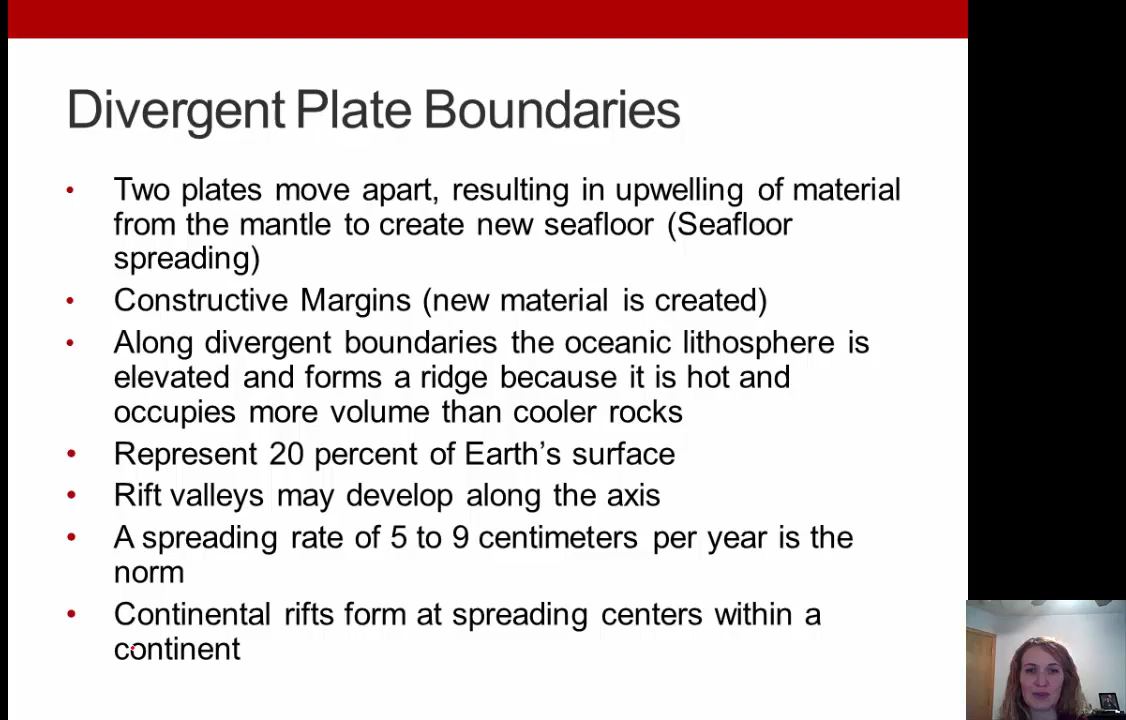 Divergent Plate Boundaries
• Two plates move apart, resulting in upwelling of material
from the mantle to create new seafloor (Seafloor
spreading)
• Constructive Margins (new material is created)
• Along divergent boundaries the oceanic lithosphere is
elevated and forms a ridge because it is hot and
occupies more volume than cooler rocks
• Represent 20 percent of Earth’s surface
• Rift valleys may develop along the axis
• A spreading rate of 5 to 9 centimeters per year is the
norm
• Continental rifts form at spreading centers within a
continent